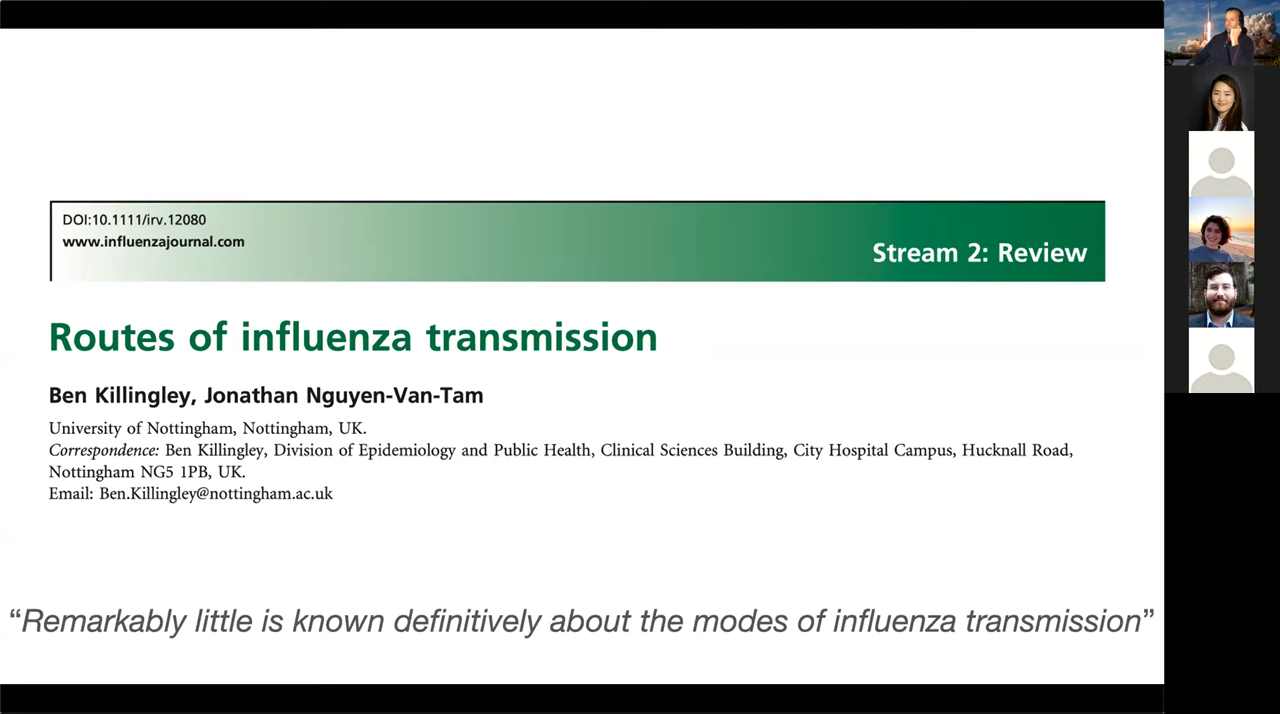 DOI:10.1111/irv.12080
www.influenzajournal.com
Stream 2: Review
Routes of influenza transmission
Ben Killingley, Jonathan Nguyen-Van-Tam
University of Nottingham, Nottingham, UK.
Correspondence: Ben Killingley, Division of Epidemiology and Public Health, Clinical Sciences Building, City Hospital Campus, Hucknall Road,
Nottingham NG5 1PB, UK.
Email: Ben.Killingley@nottingham.ac.uk
“Remarkably little is known definitively about the modes of influenza transmission”